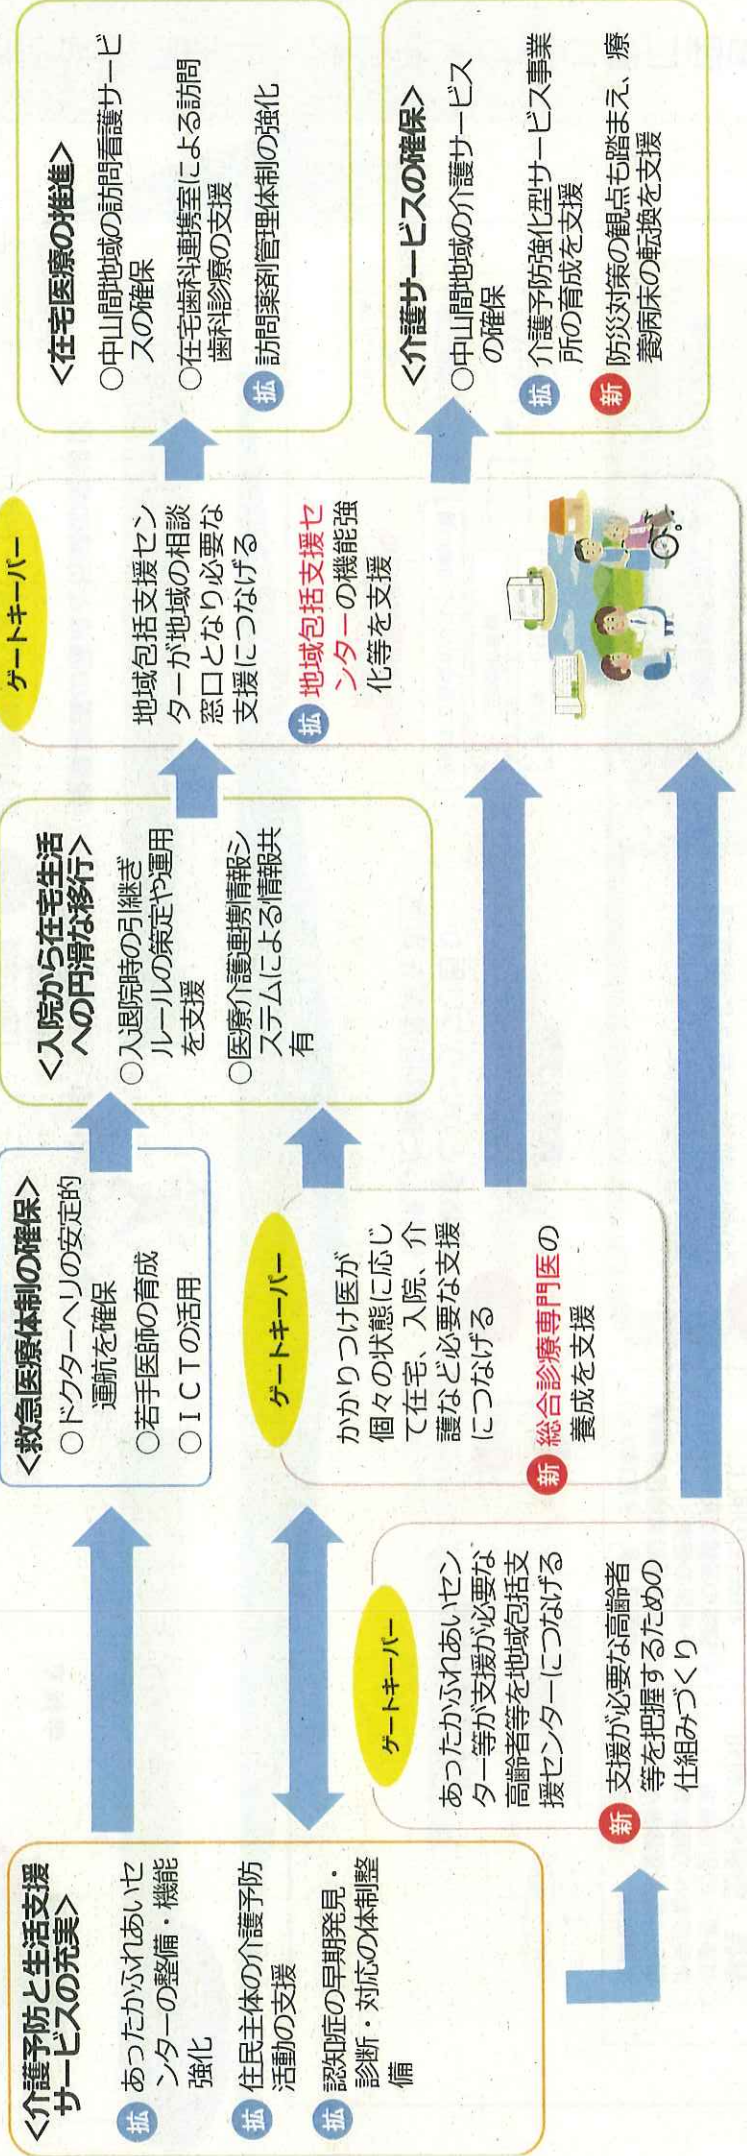 <介護予防と生活支援
サービスの充実>
拡 あったかふれあいセ
ンターの整備・機能
強化
拡 住民主体の介護予防
活動の支援
拡 認知症の早期発見・
診断・対応の体制整
備
ゲートキーパー
あったかふれあいセン
ター等が支援が必要な
高齢者等を地域包括支
援センターにつなげる
新 支援が必要な高齢者
等を把握するための
仕組みづくり
<救急医療体制の確保>
○ドクターヘリの安定的
運航を確保
○若手医師の育成
○ICTの活用
ゲートキーパー
かかりつけ医が
個々の状態に応じ
て在宅、入院、介
護など必要な支援
につなげる
新 総合診療専門医の
養成を支援
<入院から在宅生活
への円滑な移行>
○入退院時の引継ぎ
ルールの策定や運用
を支援
○医療介護連携情報シ
ステムによる情報共
有
ゲートキーパー
地域包括支援セン
ターが地域の相談
窓口となり必要な
支援につなげる
拡 地域包括支援セ
ンターの機能強
化等を支援
<在宅医療の推進>
○中山間地域の訪問看護サービ
スの確保
○在宅歯科連携室による訪問
歯科診療の支援
拡 訪問薬剤管理体制の強化
<介護サービスの確保>
○中山間地域の介護サービス
の確保
拡 介護予防強化型サービス事業
所の育成を支援
新 防災対策の観点も踏まえ、療
養病床の転換を支援